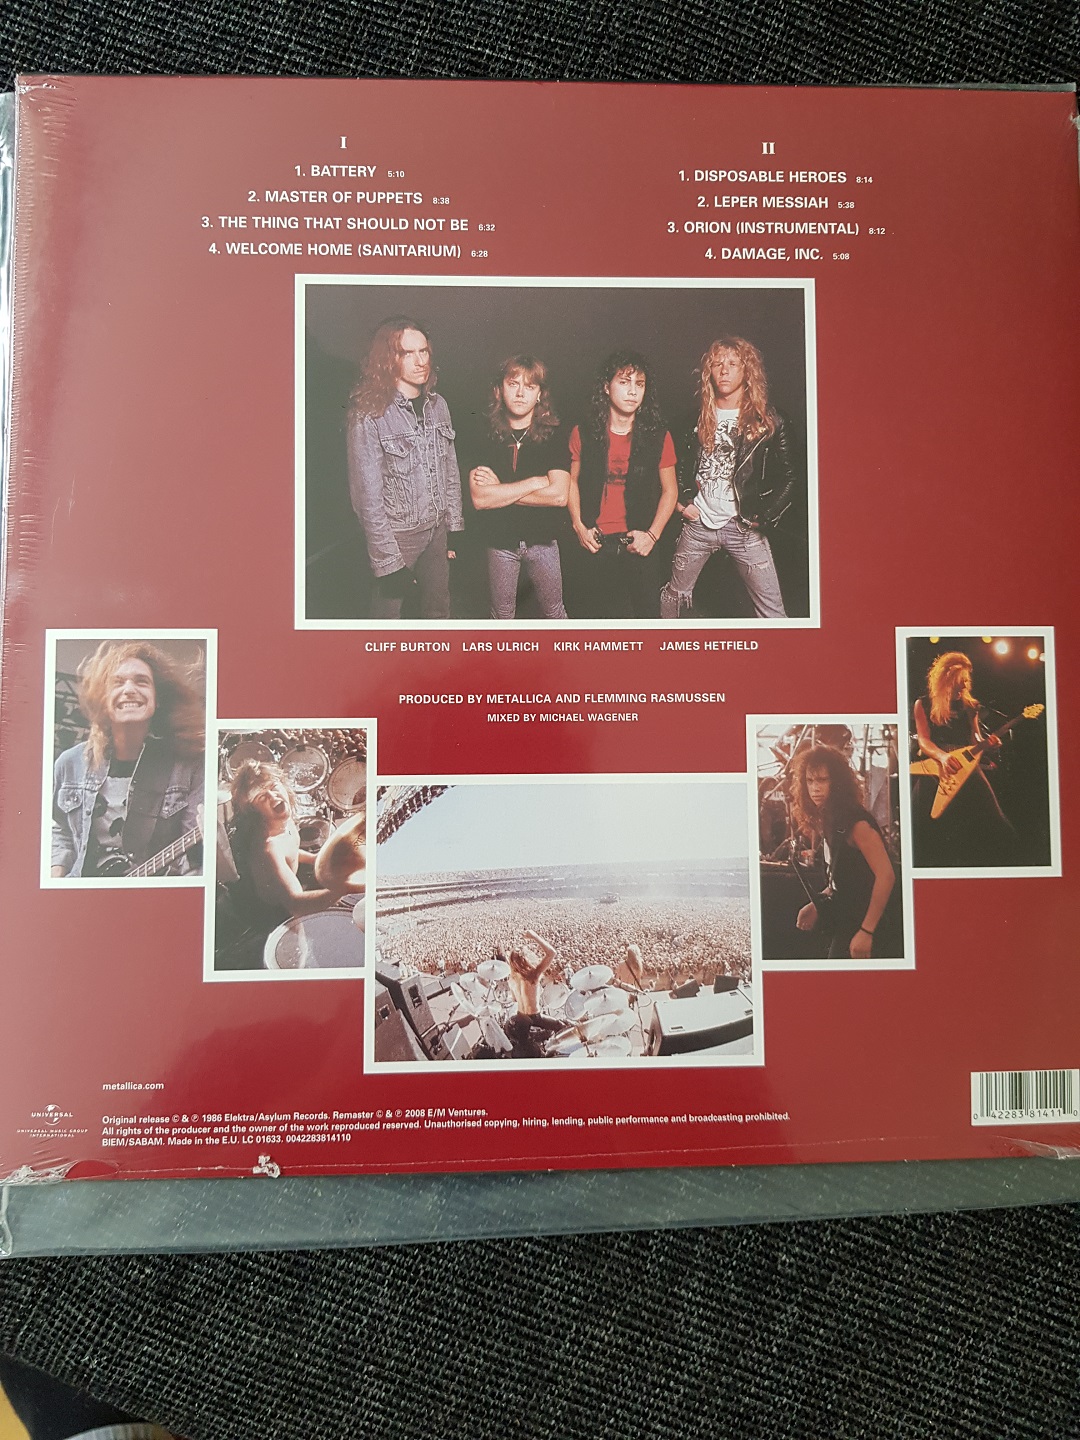 I
1. BATTERY 5:10
2. MASTER OF PUPPETS 8:38
3. THE THING THAT SHOULD NOT BE 6:32
4. WELCOME HOME (SANITARIUM) 6:28
II
1. DISPOSABLE HEROES 8:14
2. LEPER MESSIAH 5:38
3. ORION (INSTRUMENTAL) 8:12
4. DAMAGE, INC. 5:08
CLIFF BURTON LARS ULRICH KIRK HAMMETT JAMES HETFIELD
PRODUCED BY METALLICA AND FLEMMING RASMUSSEN
MIXED BY MICHAEL WAGENER
metallica.com
UNIVERSAL
UNIVERSAL MUSIC GROUP
INTERNATIONAL
Original release © & ℗ 1986 Elektra/Asylum Records. Remaster © & ℗ 2008 E/M Ventures.
All rights of the producer and the owner of the work reproduced reserved. Unauthorised copying, hiring, lending, public performance and broadcasting prohibited.
BIEM/SABAM. Made in the E.U. LC 01633. 0042283814110
0 42283 81411 0